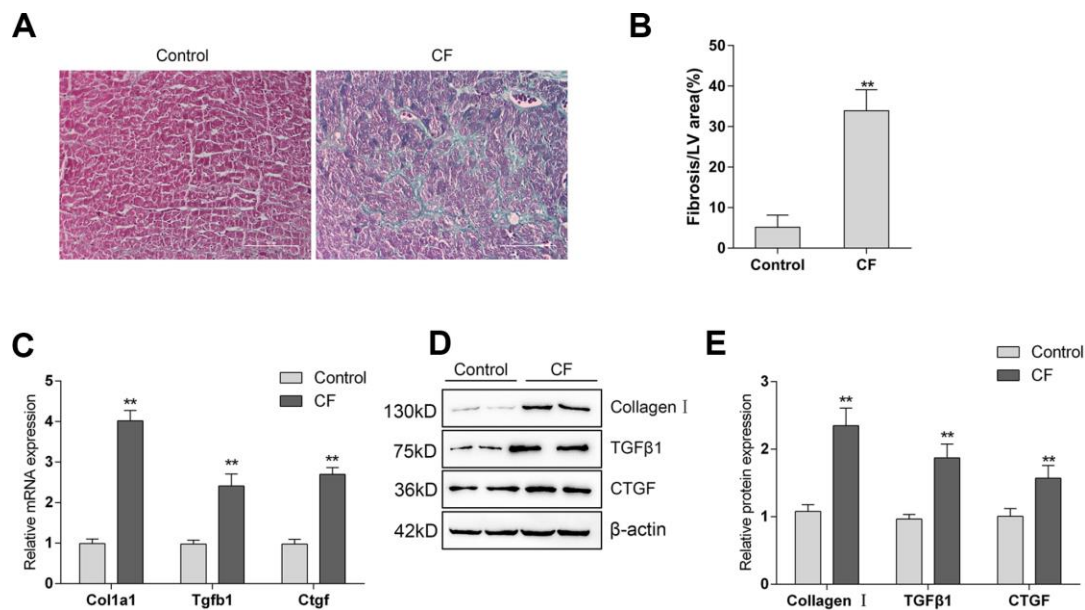 A
Control
CF
B
Fibrosis/LV area(%)
50
40
30
20
10
0
**
Control
CF
C
Relative mRNA expression
5
4
3
2
1
0
Control
CF
**
**
**
Col1a1
Tgfb1
Ctgf
D
Control
CF
130kD
Collagen Ⅰ
75kD
TGFβ1
36kD
CTGF
42kD
β-actin
E
Relative protein expression
3
2
1
0
Control
CF
**
**
**
Collagen Ⅰ
TGFβ1
CTGF